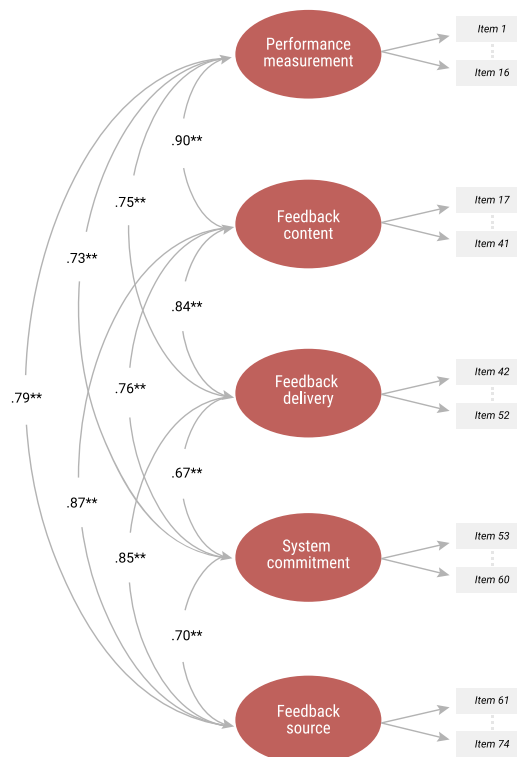 Performance
measurement
Item 1
Item 16
.90**
.75**
Feedback
content
Item 17
Item 41
.73**
.84**
Feedback
delivery
Item 42
Item 52
.76**
.79**
.67**
.87**
System
commitment
Item 53
Item 60
.85**
.70**
Feedback
source
Item 61
Item 74